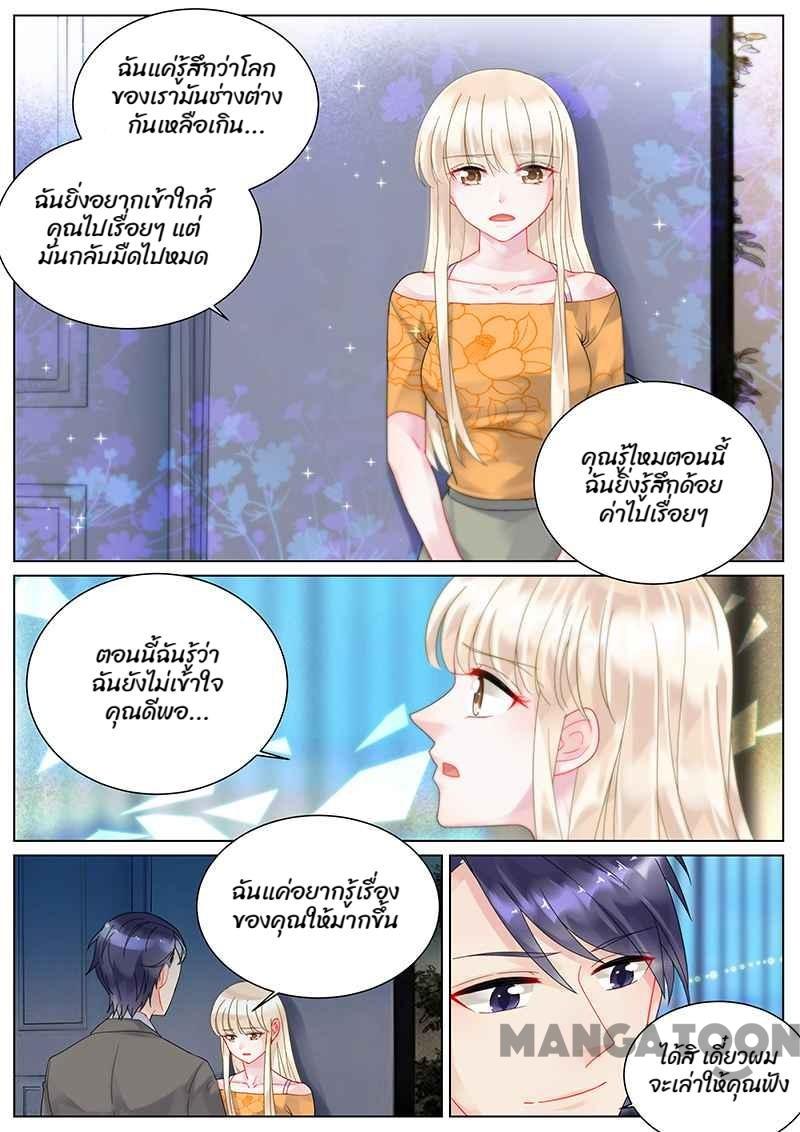 ฉันแค่รู้สึกว่าโลก
ของเรามันช่างต่าง
กันเหลือเกิน...
ฉันยิ่งอยากเข้าใกล้
คุณไปเรื่อยๆ แต่
มันกลับมืดไปหมด
คุณรู้ไหมตอนนี้
ฉันยิ่งรู้สึกด้อย
ค่าไปเรื่อยๆ
ตอนนี้ฉันรู้ว่า
ฉันยังไม่เข้าใจ
คุณดีพอ...
ฉันแค่อยากรู้เรื่อง
ของคุณให้มากขึ้น
MANGATOON
ได้สิ เดี๋ยวผม
จะเล่าให้คุณฟัง